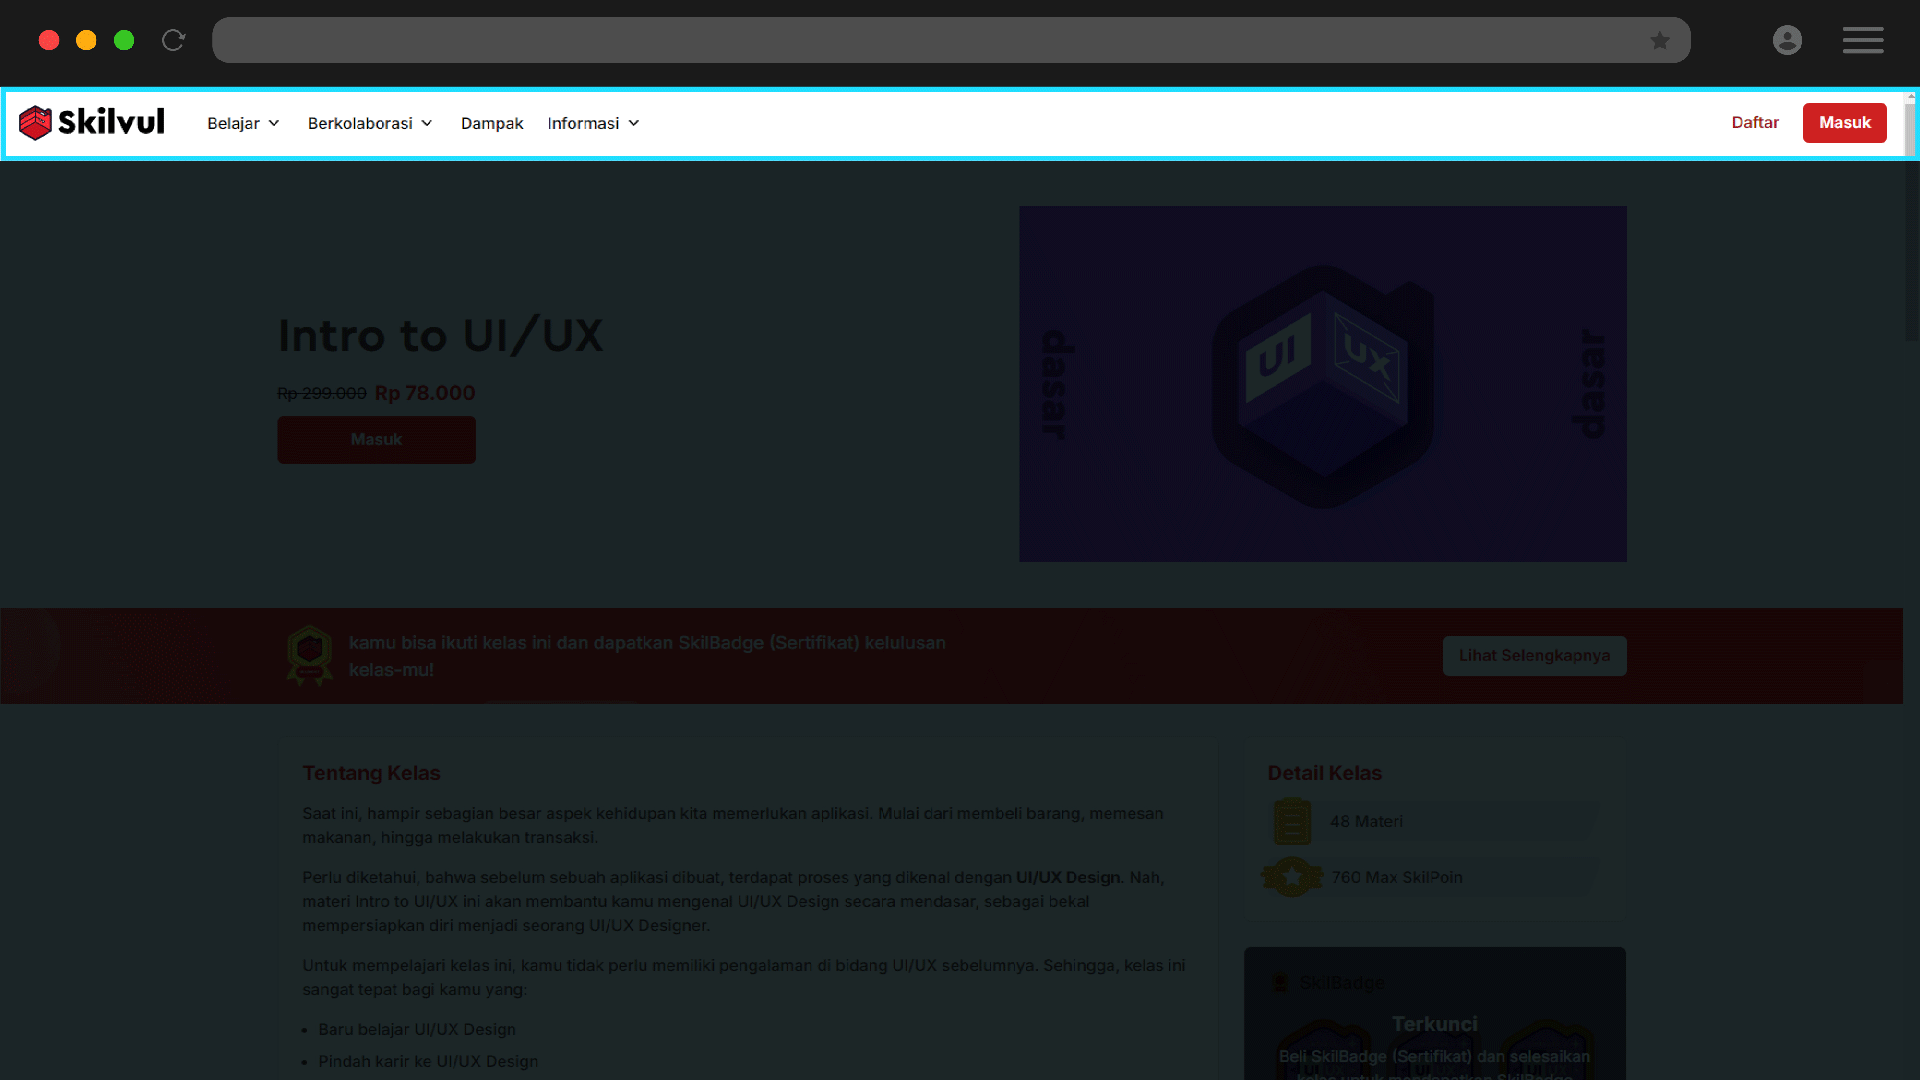 Skilvul
Belajar
Berkolaborasi
Dampak
Informasi
Daftar
Masuk
Intro to UI/UX
Rp 299.000 Rp 78.000
Masuk
dasar
UI
UX
dasar
kamu bisa ikuti kelas ini dan dapatkan SkilBadge (Sertifikat) kelulusan
kelas-mu!
Lihat Selengkapnya
Tentang Kelas
Saat ini, hampir sebagian besar aspek kehidupan kita memerlukan aplikasi. Mulai dari membeli barang, memesan
makanan, hingga melakukan transaksi.
Perlu diketahui, bahwa sebelum sebuah aplikasi dibuat, terdapat proses yang dikenal dengan UI/UX Design. Nah,
materi Intro to UI/UX ini akan membantu kamu mengenal UI/UX Design secara mendasar, sebagai bekal
mempersiapkan diri menjadi seorang UI/UX Designer.
Untuk mempelajari kelas ini, kamu tidak perlu memiliki pengalaman di bidang UI/UX sebelumnya. Sehingga, kelas ini
sangat tepat bagi kamu yang:
• Baru belajar UI/UX Design
• Pindah karir ke UI/UX Design
Detail Kelas
48 Materi
760 Max SkilPoin
SkilBadge
Terkunci
Beli SkilBadge (Sertifikat) dan selesaikan
kelas untuk mendapatkan SkilBadge